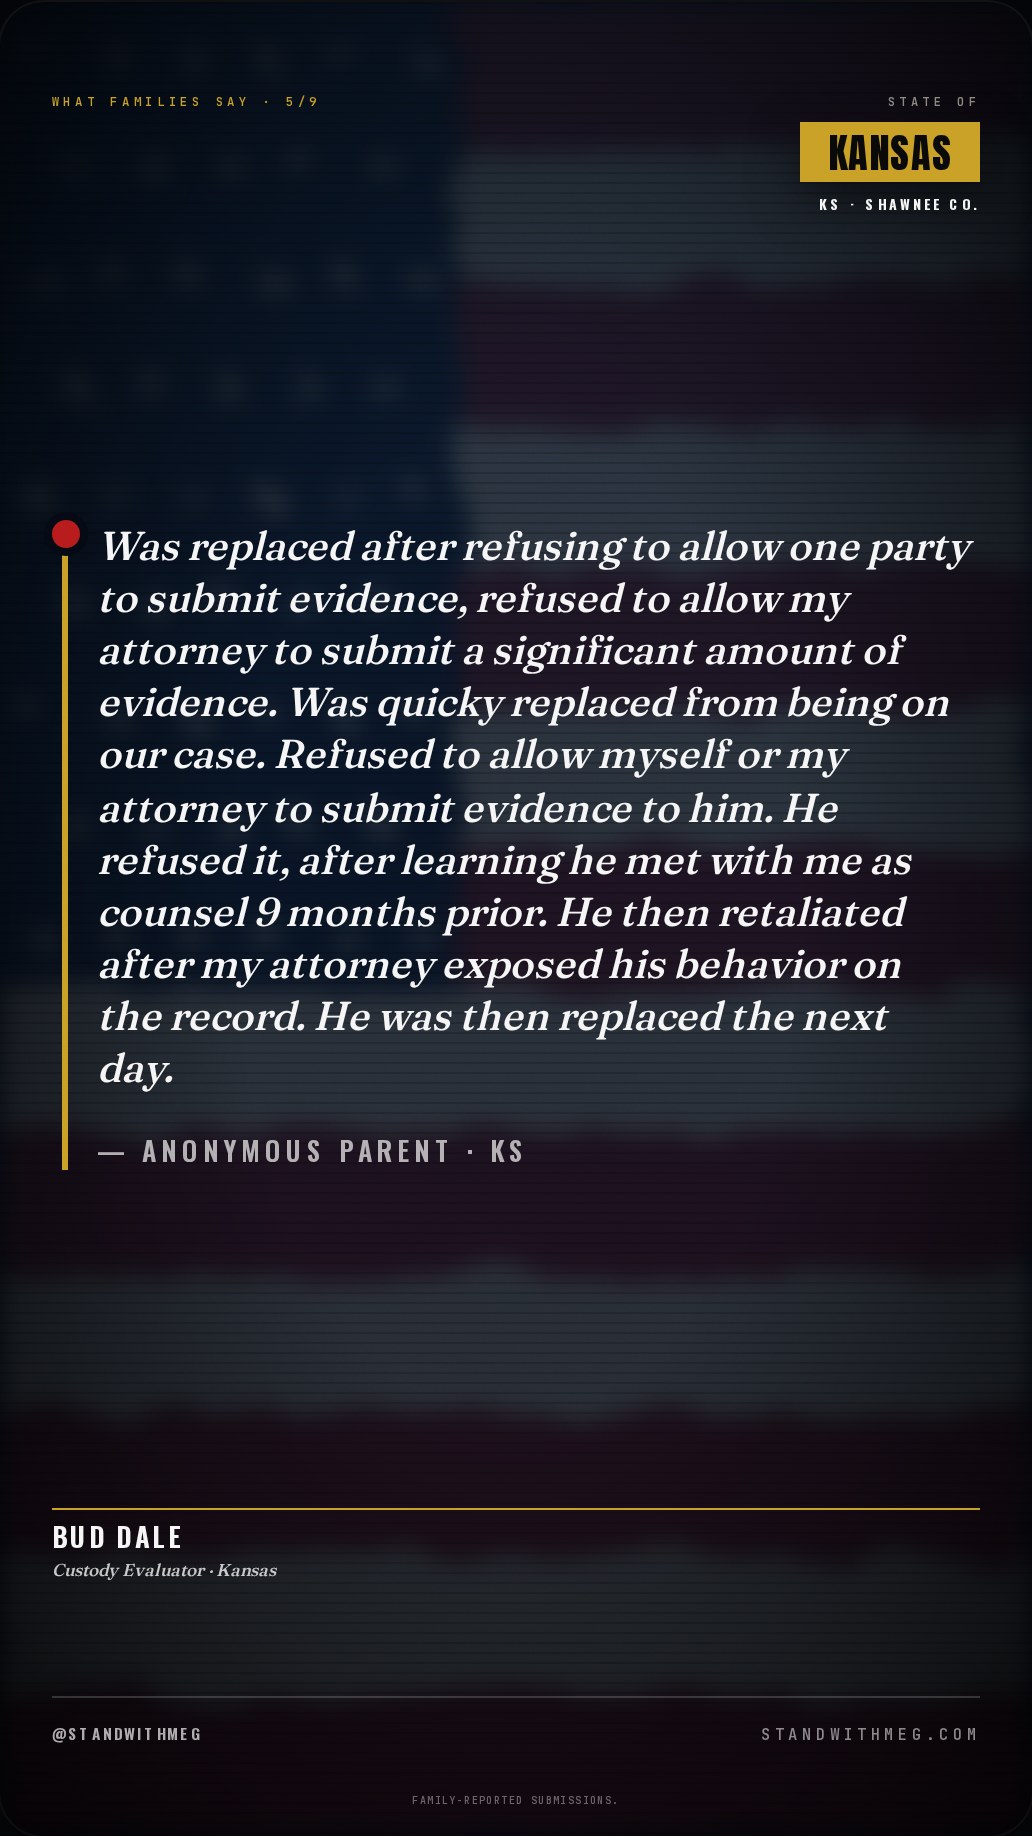 WHAT FAMILIES SAY · 5/9
STATE OF
KANSAS
KS · SHAWNEE CO.
Was replaced after refusing to allow one party
to submit evidence, refused to allow my
attorney to submit a significant amount of
evidence. Was quicky replaced from being on
our case. Refused to allow myself or my
attorney to submit evidence to him. He
refused it, after learning he met with me as
counsel 9 months prior. He then retaliated
after my attorney exposed his behavior on
the record. He was then replaced the next
day.
— ANONYMOUS PARENT · KS
BUD DALE
Custody Evaluator · Kansas
@STANDWITHMEG
STANDWITHMEG.COM
FAMILY-REPORTED SUBMISSIONS.